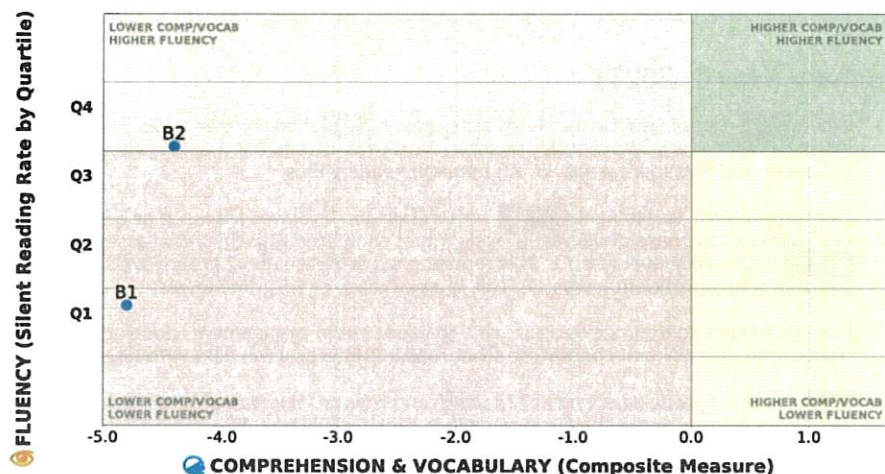 LOWER COMP/VOCAB
HIGHER FLUENCY
HIGHER COMP/VOCAB
HIGHER FLUENCY
FLUENCY (Silent Reading Rate by Quartile)
Q4
B2
Q3
Q2
B1
Q1
LOWER COMP/VOCAB
LOWER FLUENCY
HIGHER COMP/VOCAB
LOWER FLUENCY
-5.0 -4.0 -3.0 -2.0 -1.0 0.0 1.0
COMPREHENSION & VOCABULARY (Composite Measure)